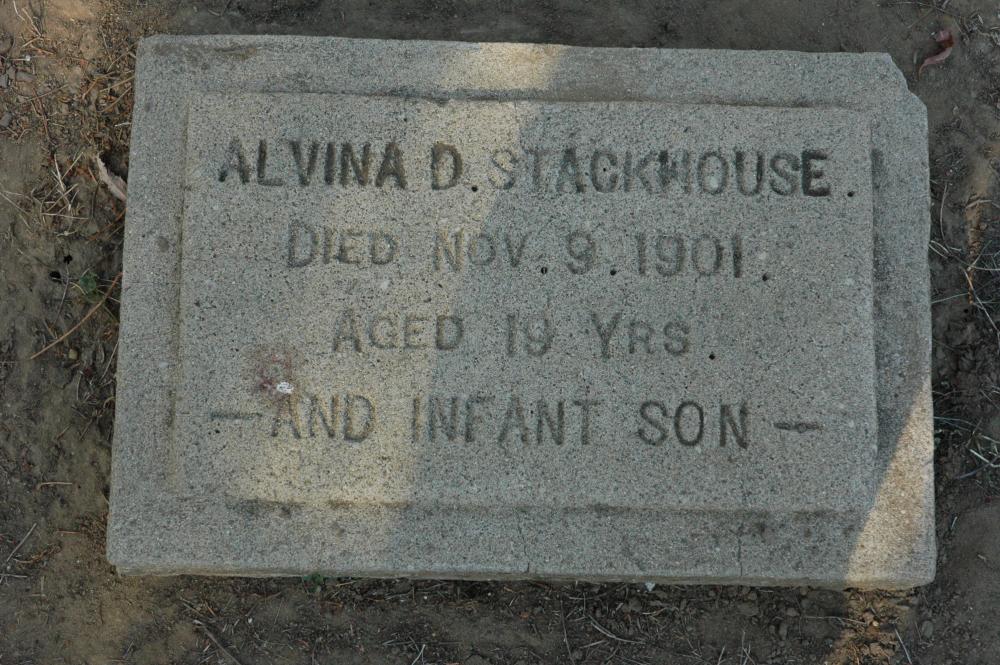 ALVINA D. STACKHOUSE.
DIED NOV. 9. 1901.
AGED 19 YRS.
— AND INFANT SON —